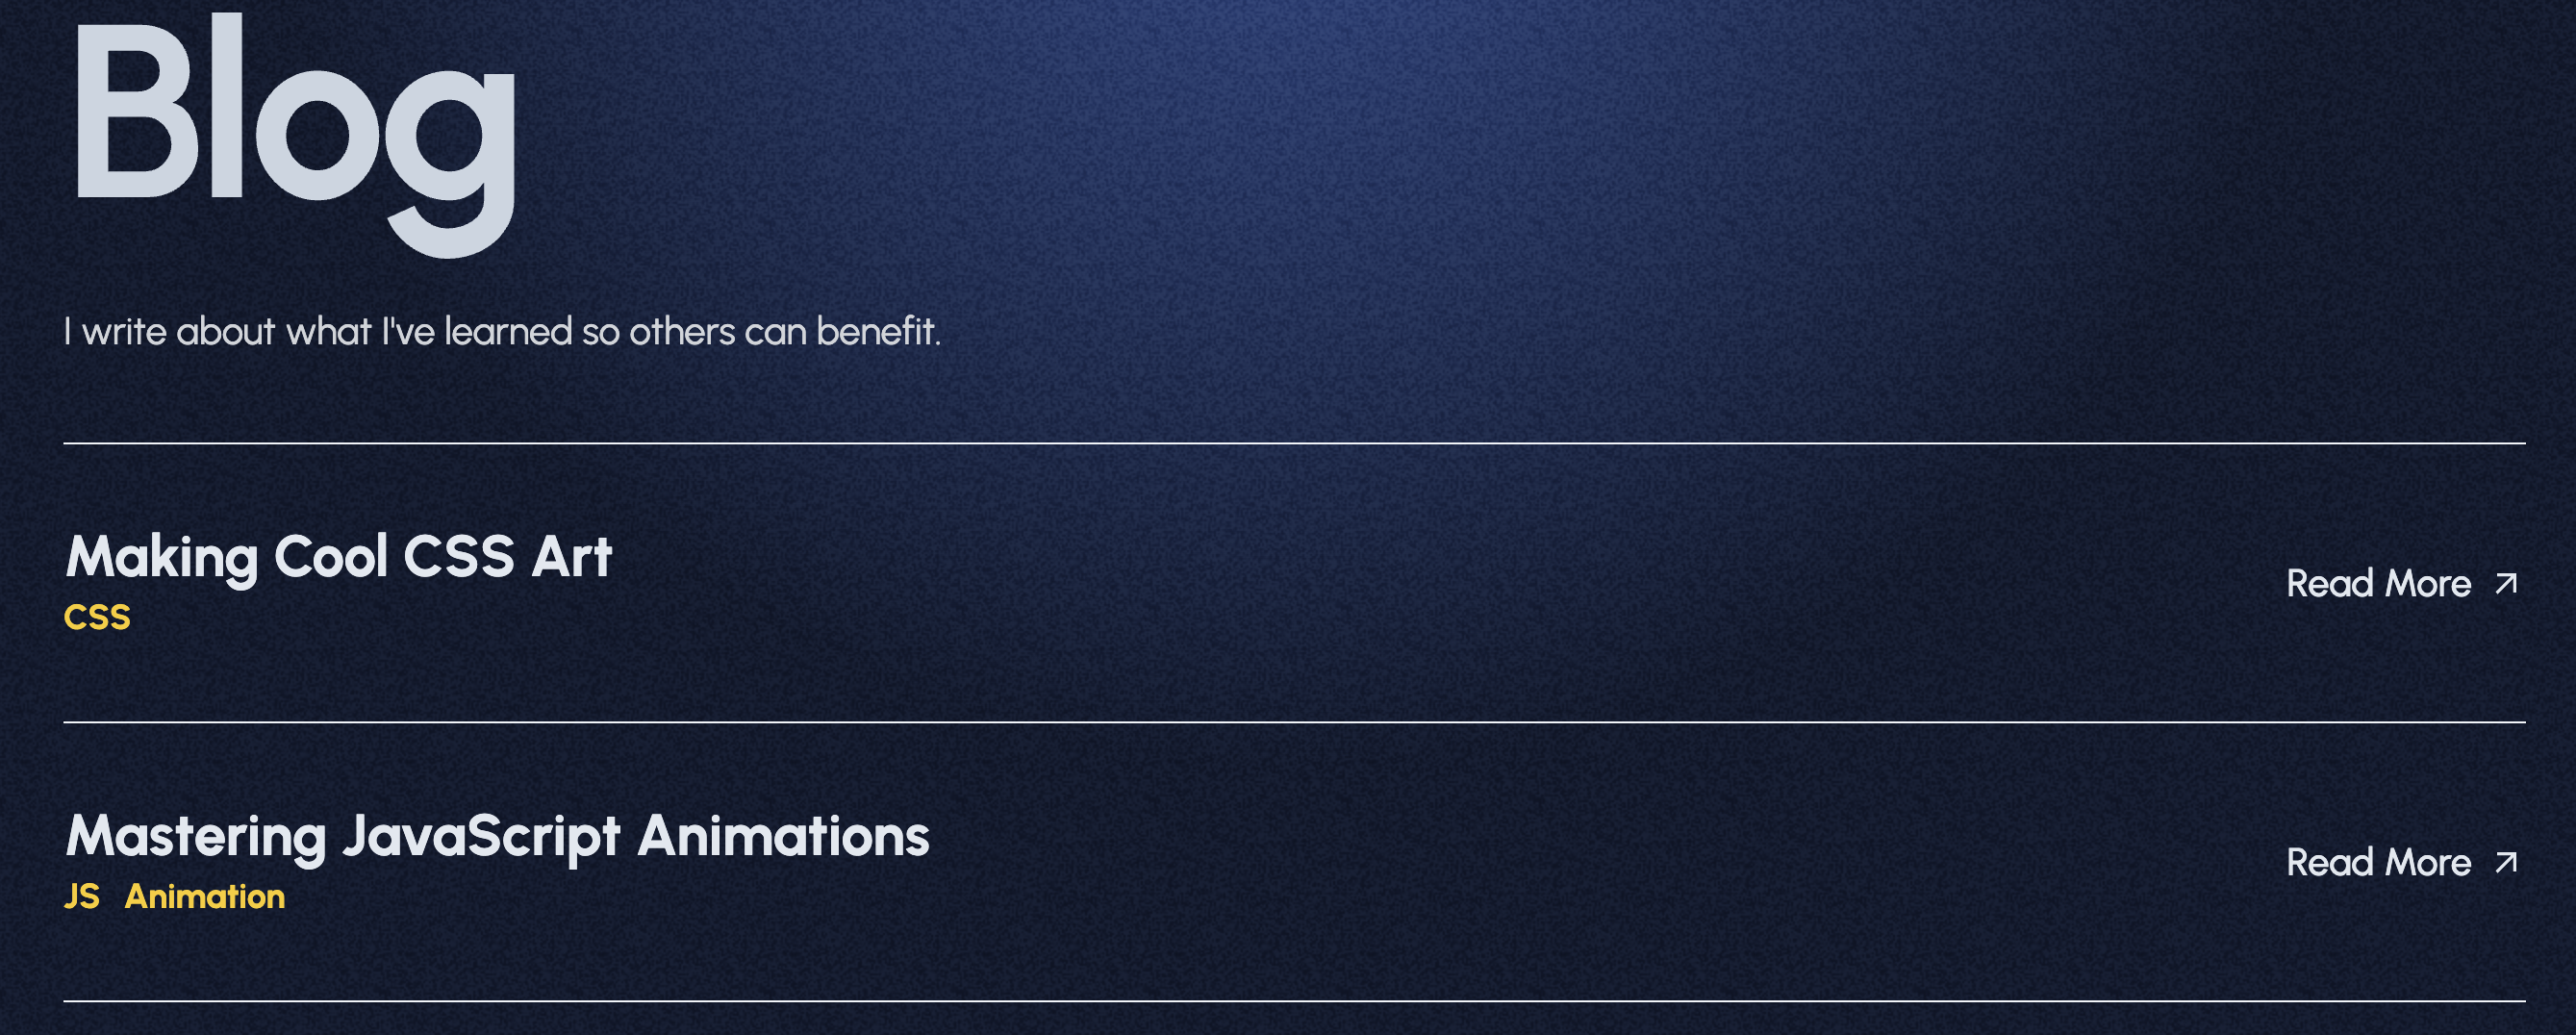 Blog
I write about what I've learned so others can benefit.
Making Cool CSS Art
CSS
Read More
Mastering JavaScript Animations
JS Animation
Read More